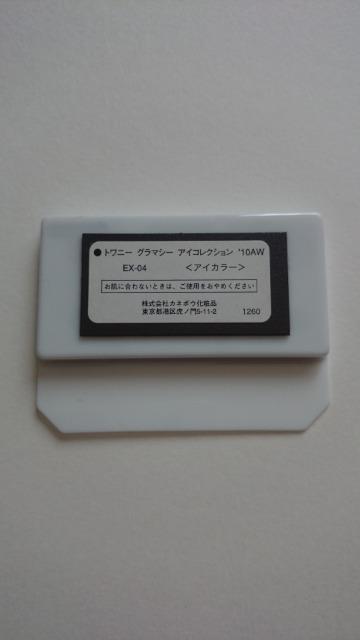 ●トワニー グラマシー アイコレクション '10AW
EX-04 <アイカラー>
お肌に合わないときは、ご使用をおやめください
株式会社カネボウ化粧品
東京都港区虎ノ門5-11-2 1260